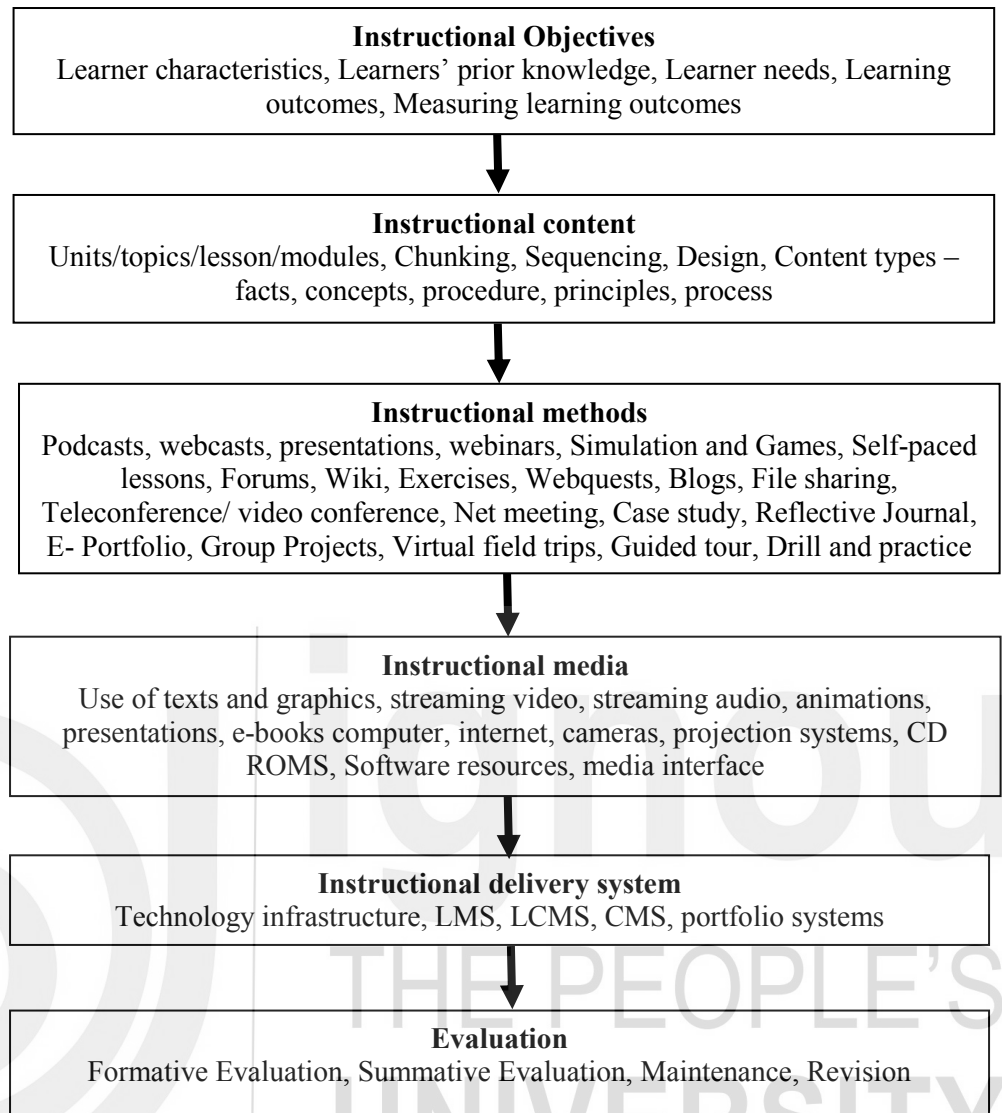 Instructional Objectives
Learner characteristics, Learners’ prior knowledge, Learner needs, Learning
outcomes, Measuring learning outcomes
Instructional content
Units/topics/lesson/modules, Chunking, Sequencing, Design, Content types –
facts, concepts, procedure, principles, process
Instructional methods
Podcasts, webcasts, presentations, webinars, Simulation and Games, Self-paced
lessons, Forums, Wiki, Exercises, Webquests, Blogs, File sharing,
Teleconference/ video conference, Net meeting, Case study, Reflective Journal,
E- Portfolio, Group Projects, Virtual field trips, Guided tour, Drill and practice
Instructional media
Use of texts and graphics, streaming video, streaming audio, animations,
presentations, e-books computer, internet, cameras, projection systems, CD
ROMS, Software resources, media interface
ignou
Instructional delivery system
Technology infrastructure, LMS, LCMS, CMS, portfolio systems
THE PEOPLE’S
Evaluation
Formative Evaluation, Summative Evaluation, Maintenance, Revision
UNIVERSITY